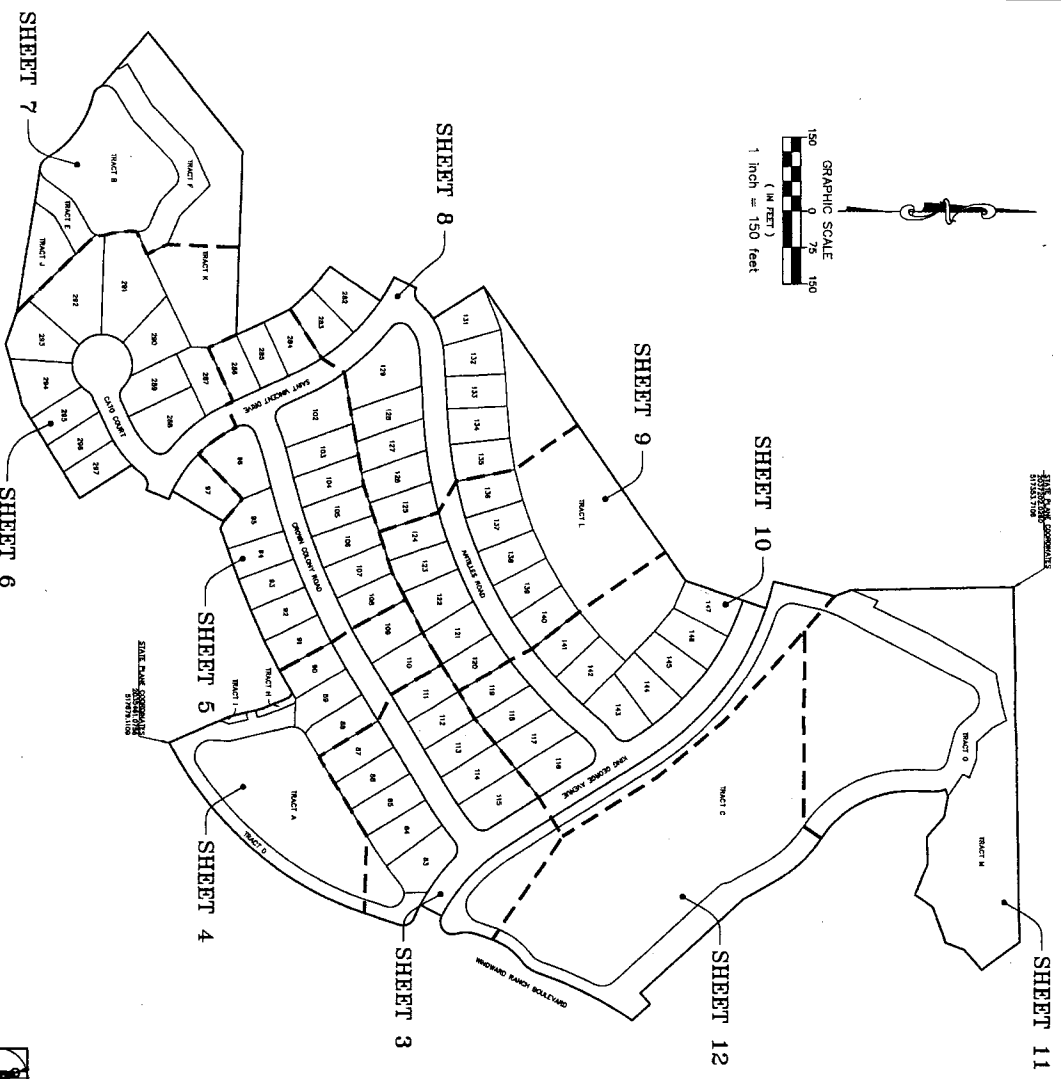 GRAPHIC SCALE
150 0 75 150
( IN FEET )
1 inch = 150 feet
STATE PLANE COORDINATES
SHEET 7
SHEET 8
SHEET 9
SHEET 10
SHEET 11
SHEET 12
SHEET 3
SHEET 4
SHEET 5
SHEET 6
TRACT B
TRACT F
TRACT E
TRACT J
TRACT K
TRACT L
TRACT C
TRACT O
TRACT M
TRACT A
TRACT D
TRACT H
TRACT I
STATE PLANE COORDINATES
SAINT VINCENT DRIVE
CAYO COURT
CROWN COLONY ROAD
ANTILLES ROAD
KING GEORGE AVENUE
WINDWARD RANCH BOULEVARD
131
132
133
134
135
136
137
138
139
140
141
142
143
144
145
146
147
129
128
127
126
125
124
123
122
121
120
119
118
117
116
102
103
104
105
106
107
108
109
110
111
112
113
114
115
97
96
95
94
93
92
91
90
89
88
87
86
85
84
83
282
283
284
285
286
287
288
289
290
291
292
293
294
295
296
297